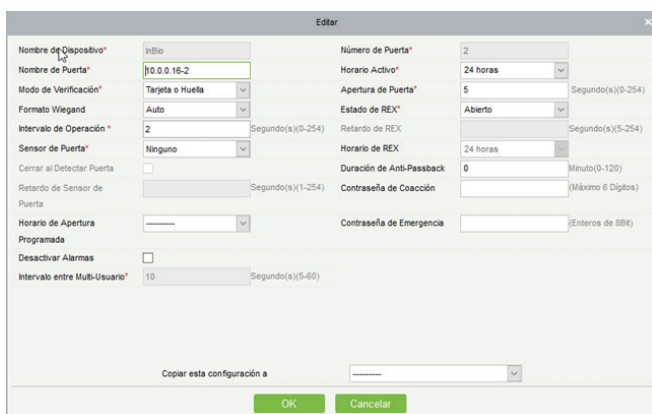 Editar
Nombre de Dispositivo* InBio Número de Puerta* 2
Nombre de Puerta* 10.0.0.16-2 Horario Activo* 24 horas
Modo de Verificación* Tarjeta o Huella Apertura de Puerta* 5 Segundo(s)(0-254)
Formato Wiegand Auto Estado de REX* Abierto
Intervalo de Operación * 2 Segundo(s)(0-254) Retardo de REX Segundo(s)(5-254)
Sensor de Puerta* Ninguno Horario de REX 24 horas
Cerrar al Detectar Puerta Duración de Anti-Passback 0 Minuto(0-120)
Retardo de Sensor de Puerta Segundo(s)(1-254) Contraseña de Coacción (Máximo 6 Dígitos)
Horario de Apertura Programada ---------- Contraseña de Emergencia (Enteros de 8Bit)
Desactivar Alarmas
Intervalo entre Multi-Usuario* 10 Segundo(s)(5-60)
Copiar esta configuración a ----------
OK Cancelar